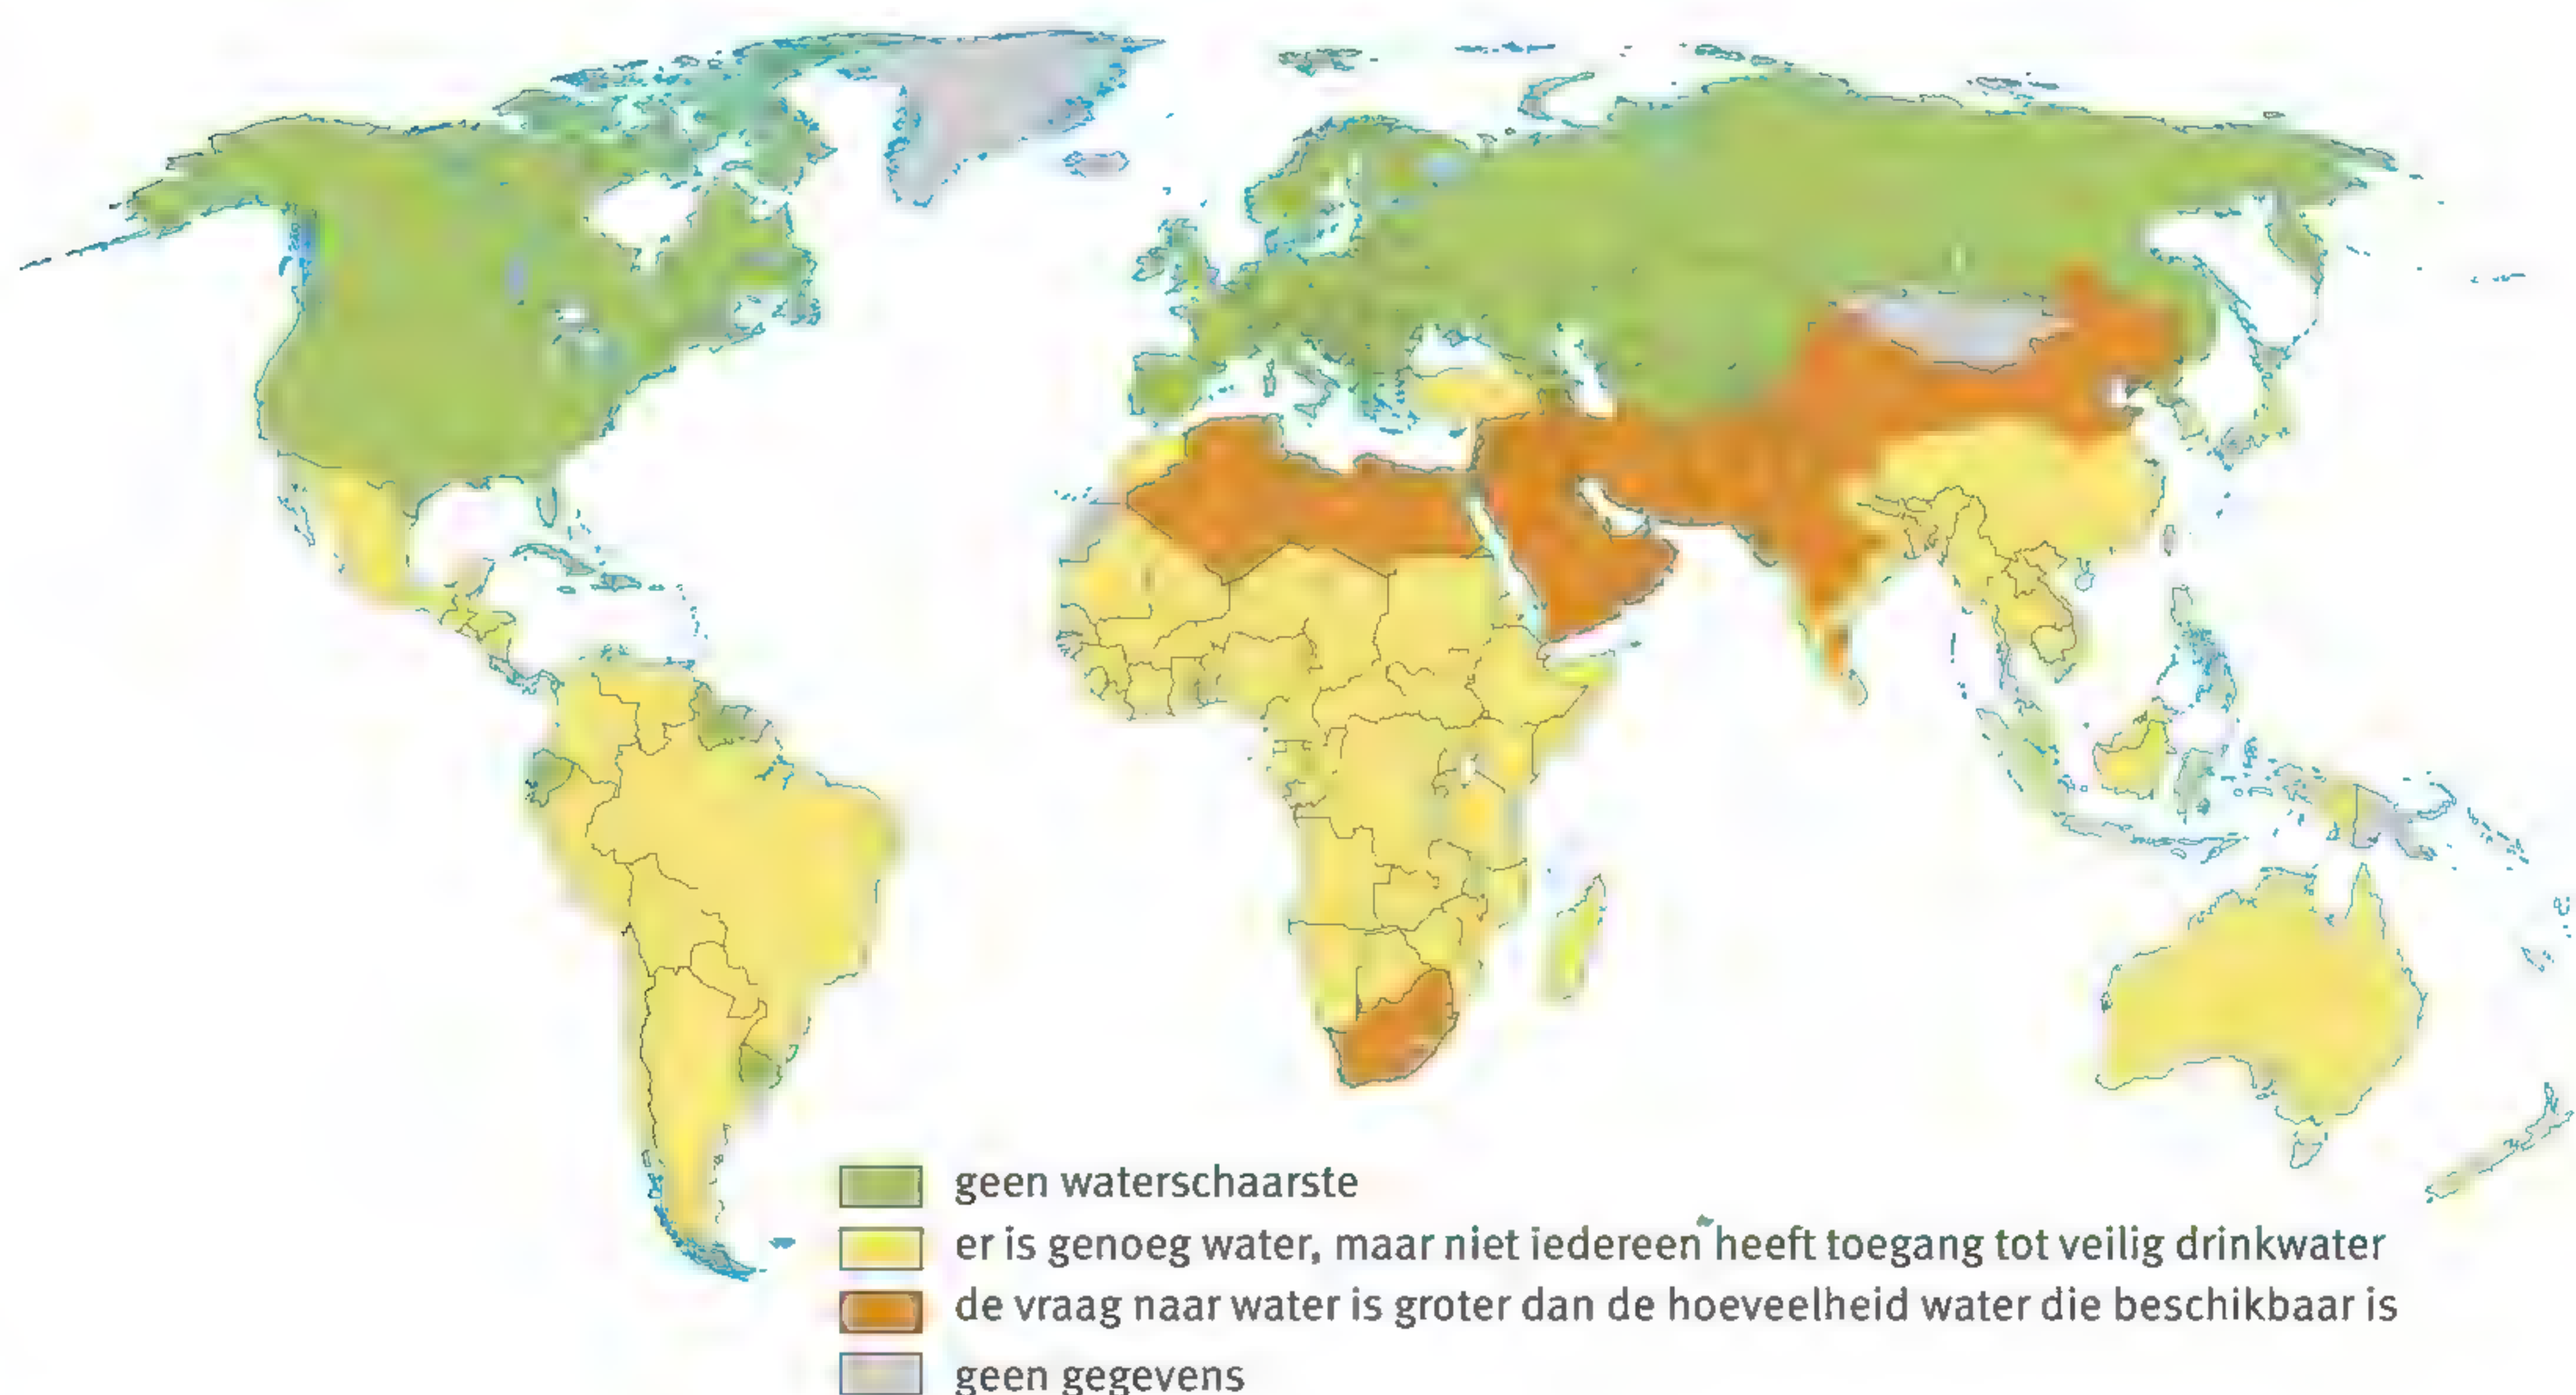 geen waterschaarste
er is genoeg water, maar niet iedereen heeft toegang tot veilig drinkwater
de vraag naar water is groter dan de hoeveelheid water die beschikbaar is
geen gegevens